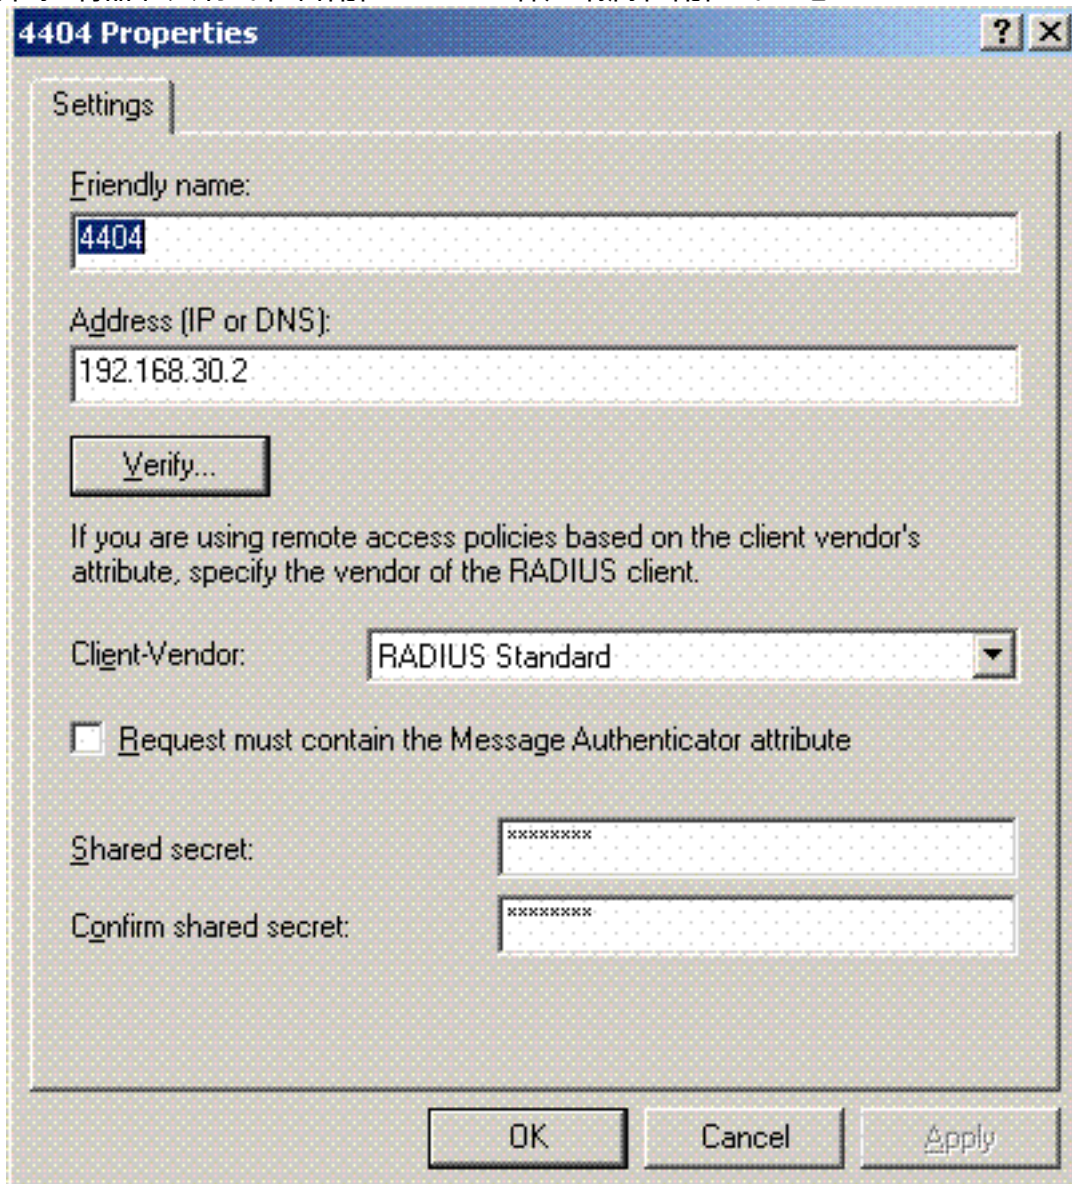 4404 Properties
Settings
Friendly name:
4404
Address (IP or DNS):
192.168.30.2
Verify...
If you are using remote access policies based on the client vendor's
attribute, specify the vendor of the RADIUS client.
Client-Vendor:
RADIUS Standard
Request must contain the Message Authenticator attribute
Shared secret:
xxxxxxxx
Confirm shared secret:
xxxxxxxx
OK
Cancel
Apply